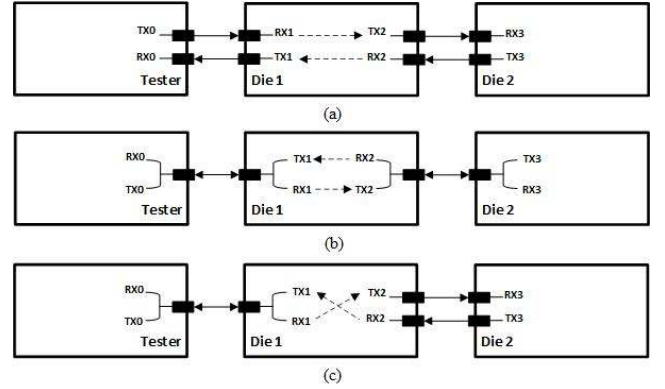 TX0 RX1 TX2 RX3
RX0 TX1 RX2 TX3
Tester Die 1 Die 2
(a)
RX0 TX1 RX2 TX3
TX0 RX1 TX2 RX3
Tester Die 1 Die 2
(b)
RX0 TX1 TX2 RX3
TX0 RX1 RX2 TX3
Tester Die 1 Die 2
(c)